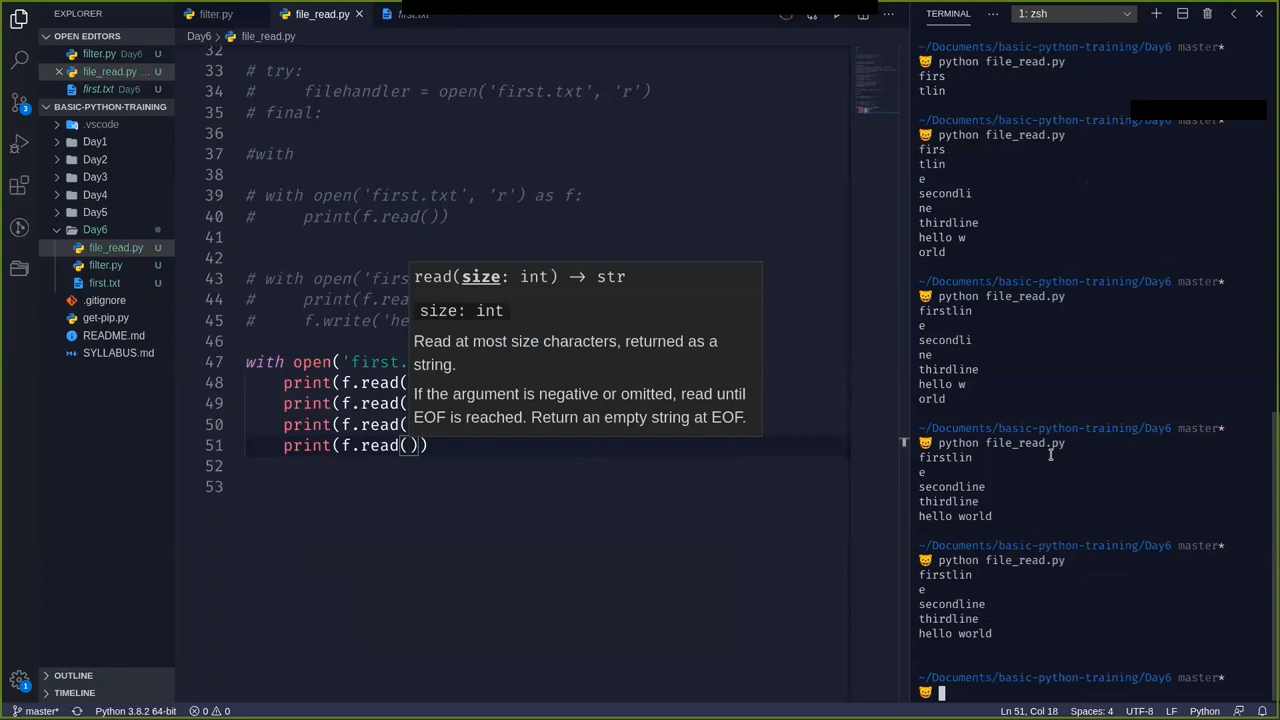 filter.py
file_read.py
first.txt
TERMINAL
1: zsh
OPEN EDITORS
filter.py Day6
file_read.py ... U
first.txt U
BASIC-PYTHON-TRAINING
.vscode
Day1
Day2
Day3
Day4
Day5
Day6
file_read.py U
filter.py U
first.txt U
.gitignore
get-pip.py
README.md
SYLLABUS.md
OUTLINE
TIMELINE
Day6 > file_read.py
32
33 # try:
34 #     filehandler = open('first.txt', 'r')
35 # final:
36
37 #with
38
39 # with open('first.txt', 'r') as f:
40 #     print(f.read())
41
42
43 # with open('firs
44 #     print(f.rea
45 #     f.write('he
46
47 with open('first.
48     print(f.read(
49     print(f.read(
50     print(f.read(
51     print(f.read())
52
53
read(size: int) → str
size: int
Read at most size characters, returned as a
string.
If the argument is negative or omitted, read until
EOF is reached. Return an empty string at EOF.
~/Documents/basic-python-training/Day6 master*
python file_read.py
firs
tlin
~/Documents/basic-python-training/Day6 master*
python file_read.py
firs
tlin
e
secondli
ne
thirdline
hello w
orld
~/Documents/basic-python-training/Day6 master*
python file_read.py
firstlin
e
secondli
ne
thirdline
hello w
orld
~/Documents/basic-python-training/Day6 master*
python file_read.py
firstlin
e
secondline
thirdline
hello world
~/Documents/basic-python-training/Day6 master*
python file_read.py
firstlin
e
secondline
thirdline
hello world
~/Documents/basic-python-training/Day6 master*
3
1
master* Python 3.8.2 64-bit 0 0 Ln 51, Col 18 Spaces: 4 UTF-8 LF Python